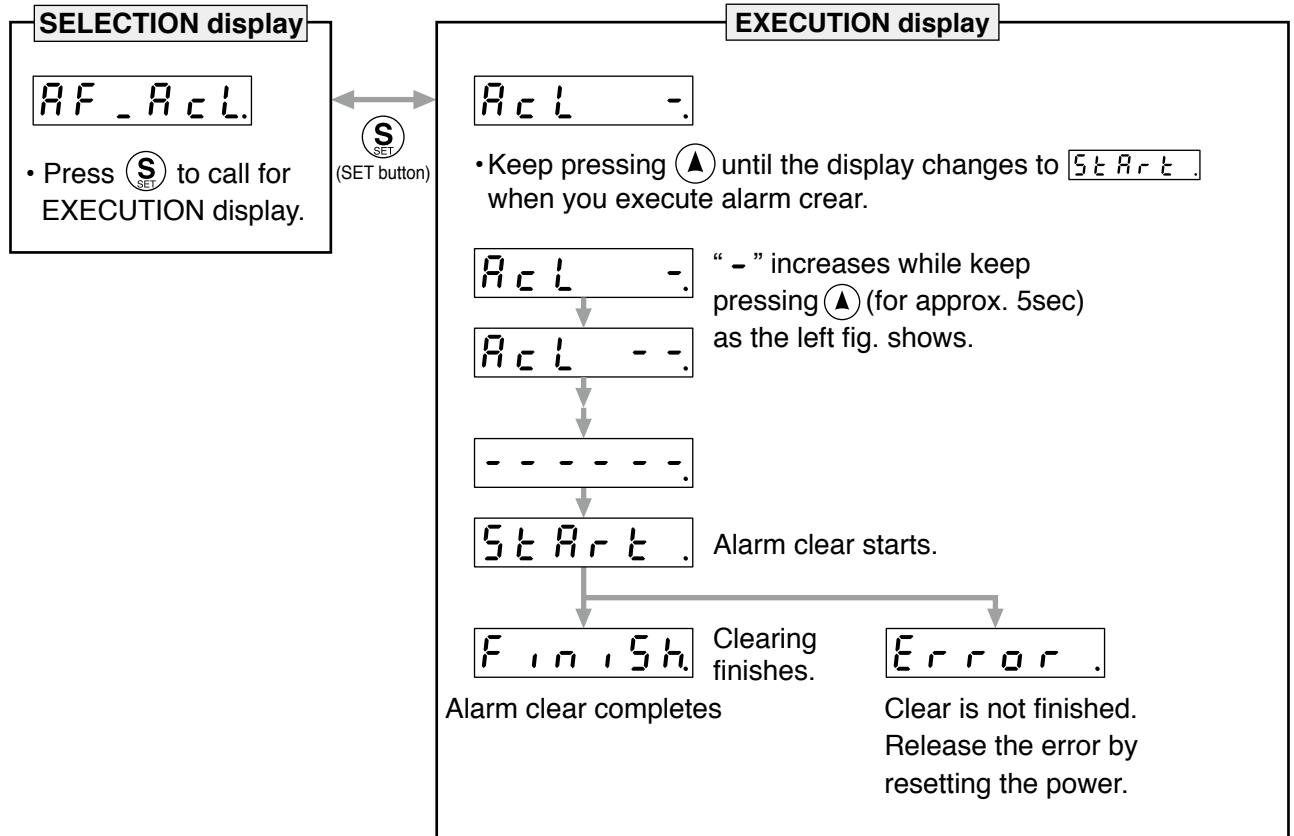 SELECTION display
AF_AcL.
• Press S SET to call for
EXECUTION display.
S
SET
(SET button)
EXECUTION display
AcL -.
• Keep pressing ▲ until the display changes to StArt .
when you execute alarm crear.
AcL -.
“ - ” increases while keep
pressing ▲ (for approx. 5sec)
as the left fig. shows.
AcL --.
------.
StArt .
Alarm clear starts.
FiniSh.
Clearing
finishes.
Alarm clear completes
Error .
Clear is not finished.
Release the error by
resetting the power.